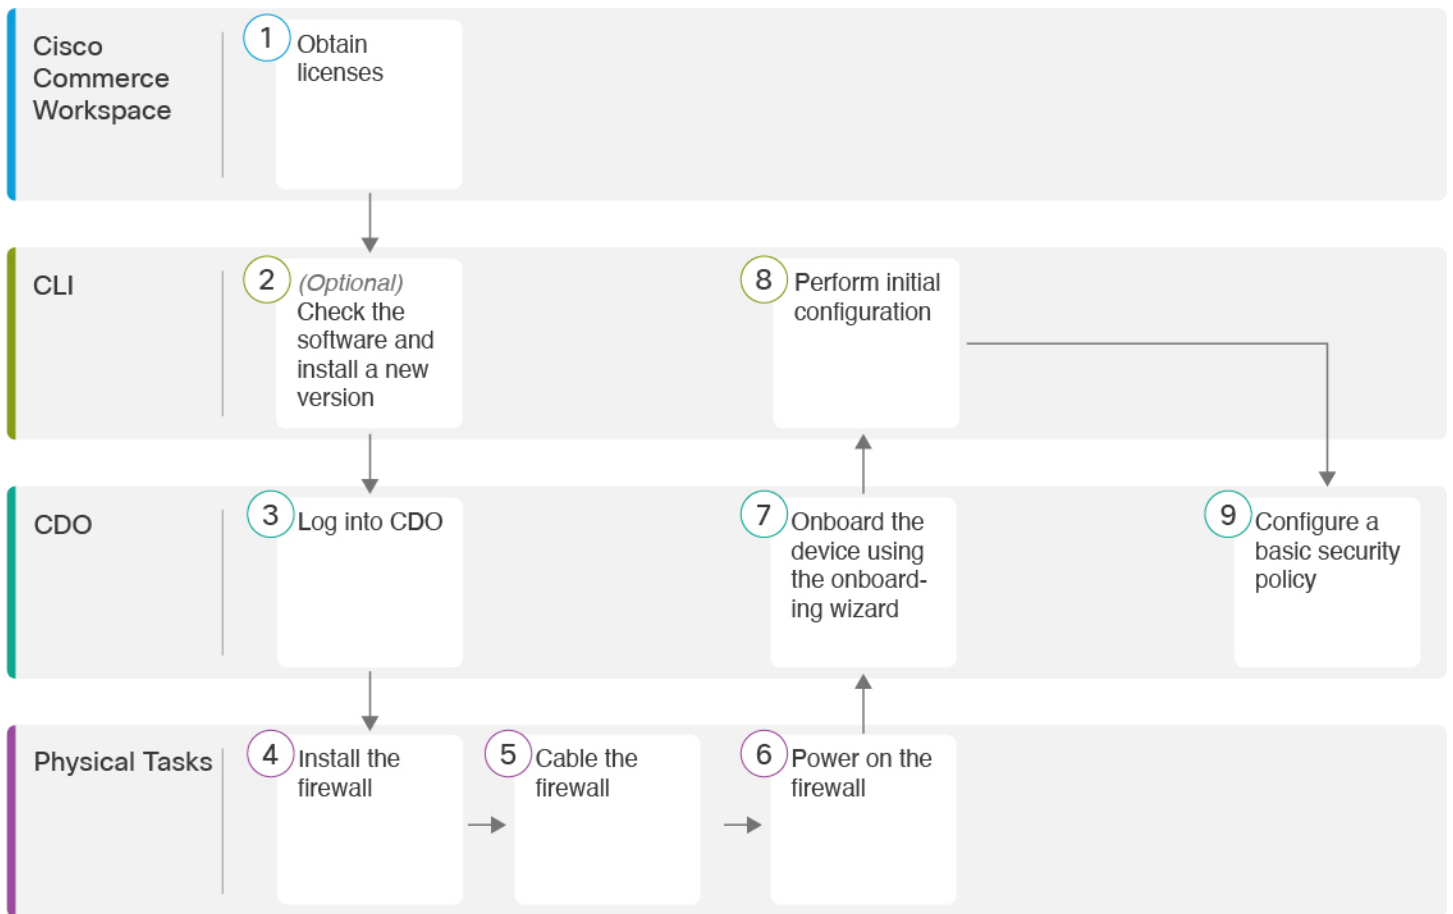 Cisco
Commerce
Workspace
1
Obtain
licenses
CLI
2
(Optional)
Check the
software and
install a new
version
8
Perform initial
configuration
CDO
3
Log into CDO
7
Onboard the
device using
the onboard-
ing wizard
9
Configure a
basic security
policy
Physical Tasks
4
Install the
firewall
5
Cable the
firewall
6
Power on the
firewall